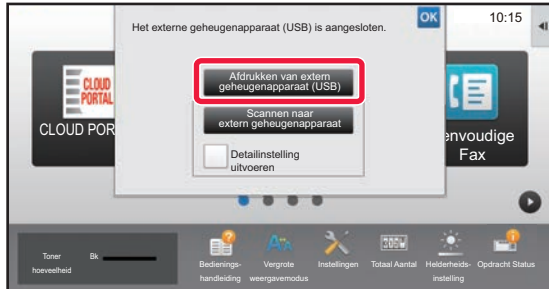 Het externe geheugenapparaat (USB) is aangesloten.
OK
10:15
Afdrukken van extern
geheugenapparaat (USB)
Scannen naar
extern geheugenapparaat
Detailinstelling
uitvoeren
CLOUD
PORTAL
CLOUD POR
envoudige
Fax
Toner
hoeveelheid
Bk
Bedienings-
handleiding
Vergrote
weergavemodus
Instellingen
Totaal Aantal
Helderheids-
instelling
Opdracht Status